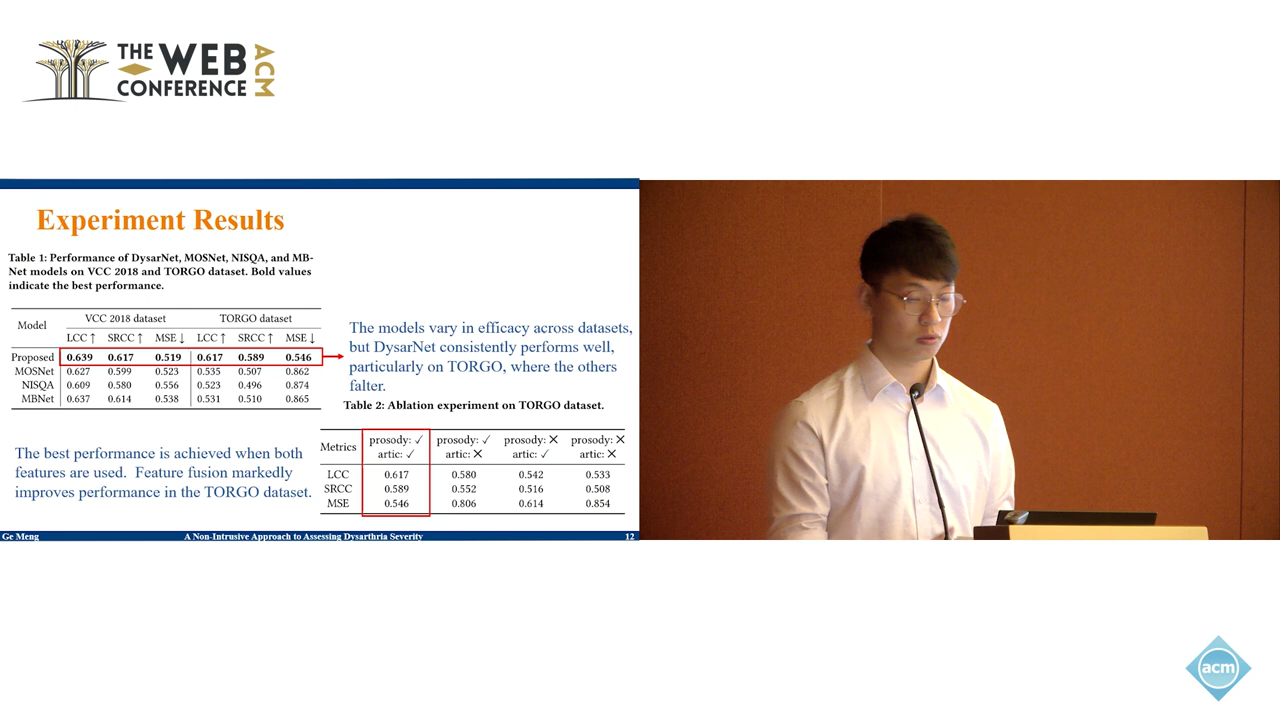 THE WEB
CONFERENCE
ACM
Experiment Results
Table 1: Performance of DysarNet, MOSNet, NISQA, and MB-
Net models on VCC 2018 and TORGO dataset. Bold values
indicate the best performance.
Model VCC 2018 dataset TORGO dataset
LCC ↑ SRCC ↑ MSE ↓ LCC ↑ SRCC ↑ MSE ↓
Proposed 0.639 0.617 0.519 0.617 0.589 0.546
MOSNet 0.627 0.599 0.523 0.535 0.507 0.862
NISQA 0.609 0.580 0.556 0.523 0.496 0.874
MBNet 0.637 0.614 0.538 0.531 0.510 0.865
The models vary in efficacy across datasets,
but DysarNet consistently performs well,
particularly on TORGO, where the others
falter.
Table 2: Ablation experiment on TORGO dataset.
Metrics prosody: ✓ prosody: ✓ prosody: ✕ prosody: ✕
artic: ✓ artic: ✕ artic: ✓ artic: ✕
LCC 0.617 0.580 0.542 0.533
SRCC 0.589 0.552 0.516 0.508
MSE 0.546 0.806 0.614 0.854
The best performance is achieved when both
features are used. Feature fusion markedly
improves performance in the TORGO dataset.
Ge Meng A Non-Intrusive Approach to Assessing Dysarthria Severity 12
acm